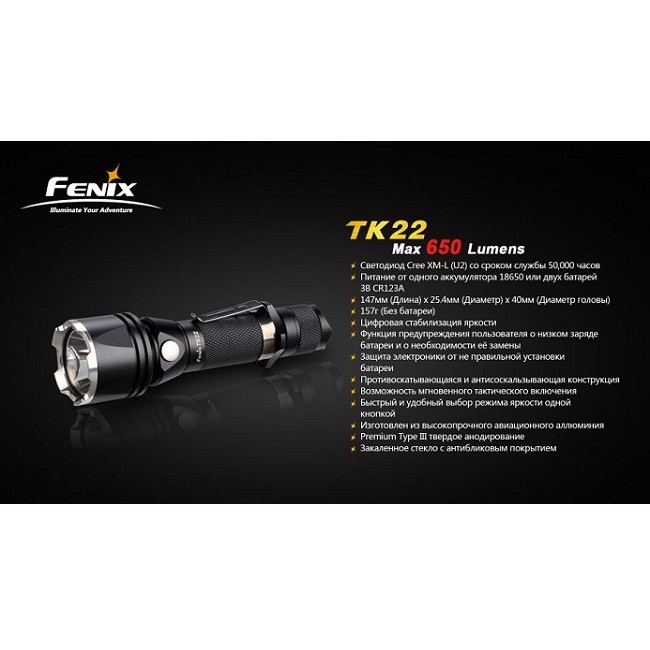 FENIX
Illuminate Your Adventure
TK22
Max 650 Lumens
Светодиод Cree XM-L (U2) со сроком службы 50,000 часов
Питание от одного аккумулятора 18650 или двух батарей
3В CR123A
147мм (Длина) x 25.4мм (Диаметр) x 40мм (Диаметр головы)
157г (Без батареи)
Цифровая стабилизация яркости
Функция предупреждения пользователя о низком заряде
батареи и о необходимости её замены
Защита электроники от не правильной установки
батареи
Противоскатывающаяся и антискользывающая конструкция
Возможность мгновенного тактического включения
Быстрый и удобный выбор режима яркости одной
кнопкой
Изготовлен из высокопрочного авиационного аллюминия
Premium Type III твердое анодирование
Закаленное стекло с антибликовым покрытием
Fenix TK22